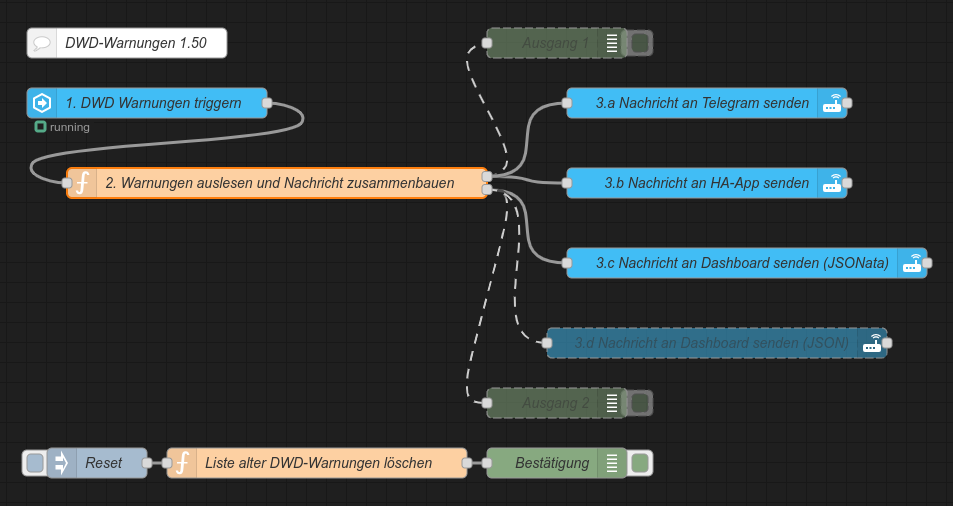 DWD-Warnungen 1.50
Ausgang 1
1. DWD Warnungen triggern
3.a Nachricht an Telegram senden
running
2. Warnungen auslesen und Nachricht zusammenbauen
3.b Nachricht an HA-App senden
3.c Nachricht an Dashboard senden (JSONata)
3.d Nachricht an Dashboard senden (JSON)
Ausgang 2
Reset
Liste alter DWD-Warnungen löschen
Bestätigung